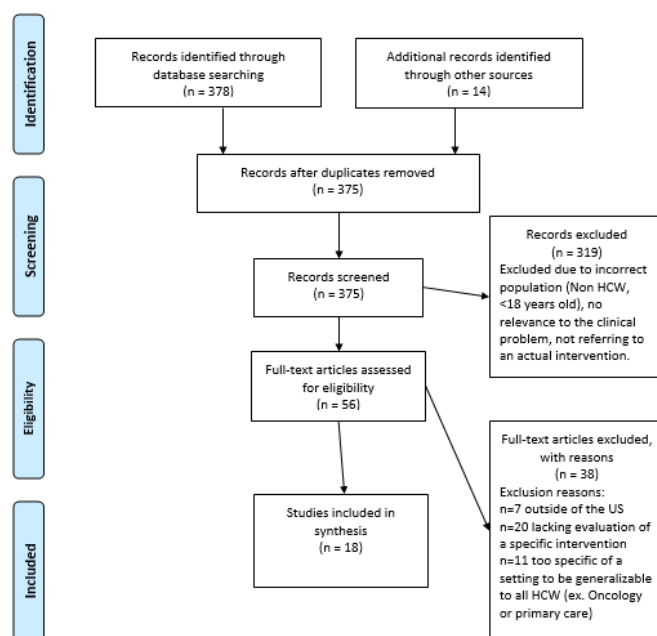 Identification
Records identified through
database searching
(n = 378)
Additional records identified
through other sources
(n = 14)
Records after duplicates removed
(n = 375)
Screening
Records screened
(n = 375)
Records excluded
(n = 319)
Excluded due to incorrect
population (Non HCW,
<18 years old), no
relevance to the clinical
problem, not referring to
an actual intervention.
Eligibility
Full-text articles assessed
for eligibility
(n = 56)
Full-text articles excluded,
with reasons
(n = 38)
Exclusion reasons:
n=7 outside of the US
n=20 lacking evaluation of
a specific intervention
n=11 too specific of a
setting to be generalizable
to all HCW (ex. Oncology
or primary care)
Included
Studies included in
synthesis
(n = 18)